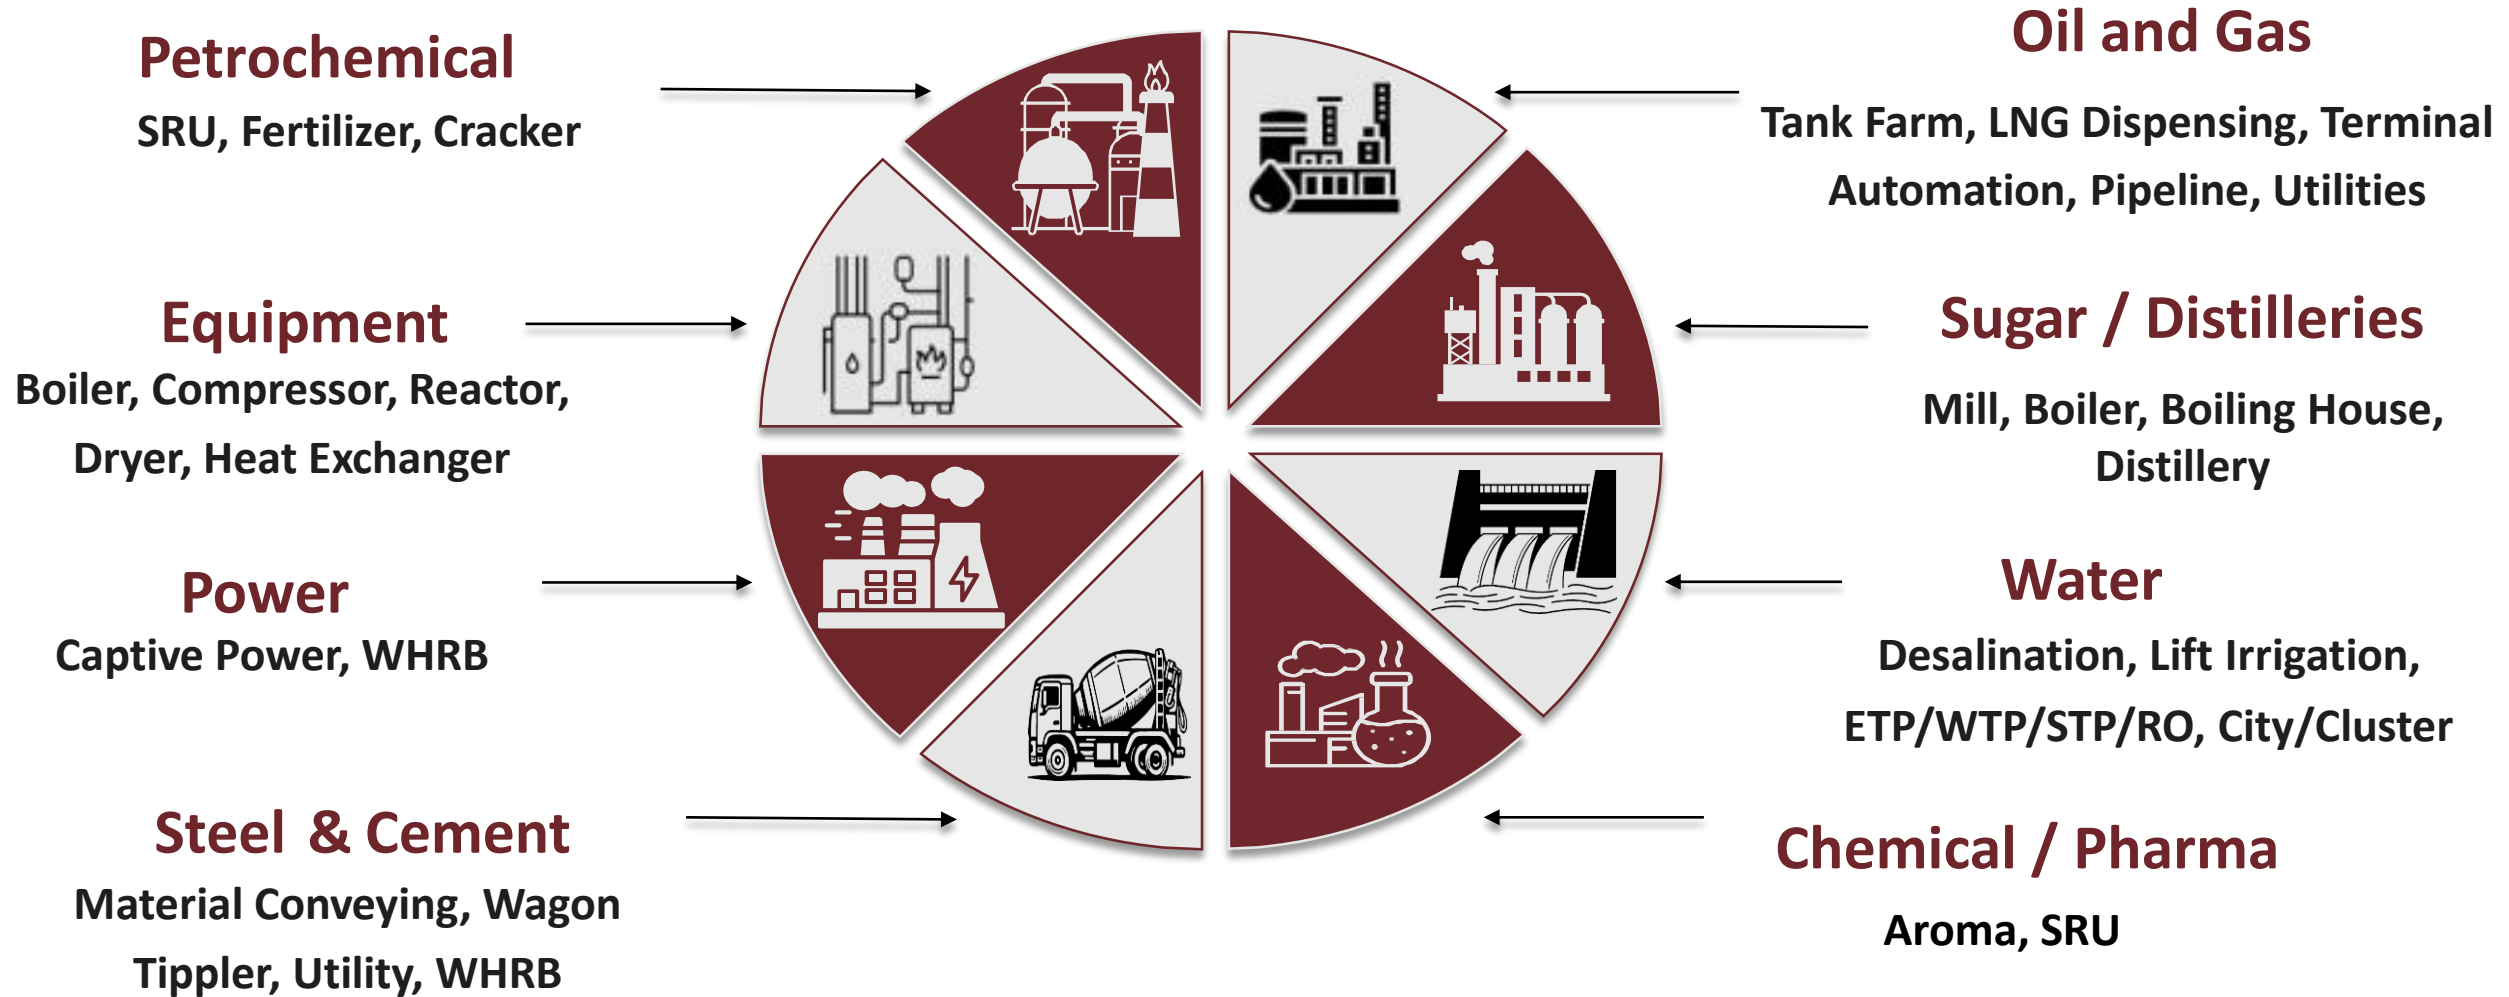 Petrochemical
SRU, Fertilizer, Cracker
Equipment
Boiler, Compressor, Reactor,
Dryer, Heat Exchanger
Power
Captive Power, WHRB
Steel & Cement
Material Conveying, Wagon
Tippler, Utility, WHRB
Oil and Gas
Tank Farm, LNG Dispensing, Terminal
Automation, Pipeline, Utilities
Sugar / Distilleries
Mill, Boiler, Boiling House,
Distillery
Water
Desalination, Lift Irrigation,
ETP/WTP/STP/RO, City/Cluster
Chemical / Pharma
Aroma, SRU